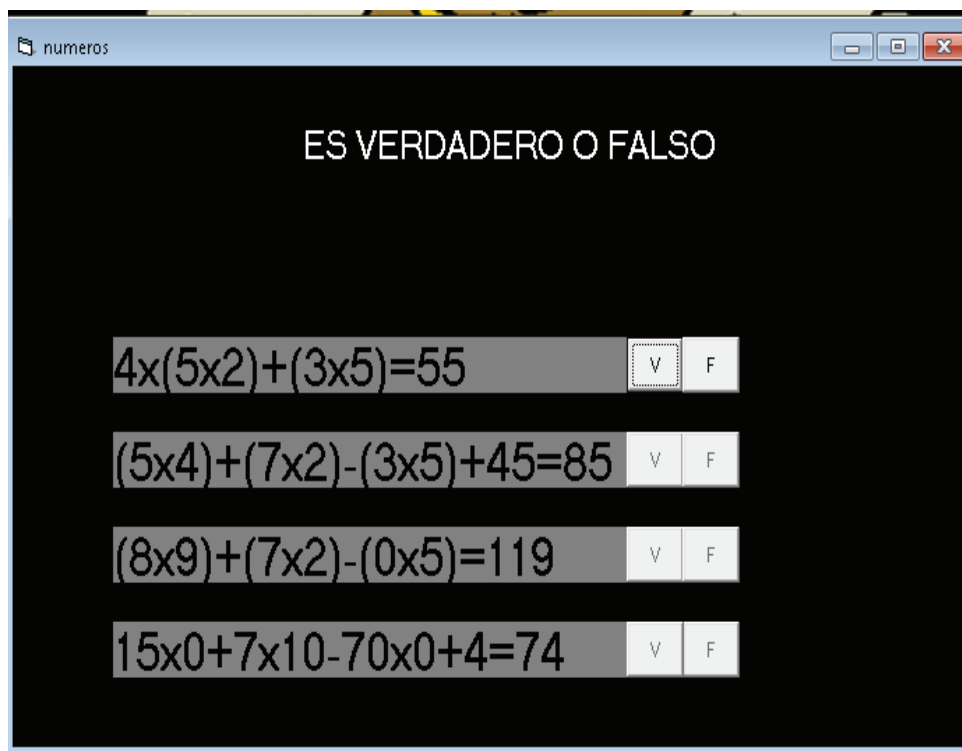 numeros
ES VERDADERO O FALSO
4x(5x2)+(3x5)=55 V F
(5x4)+(7x2)-(3x5)+45=85 V F
(8x9)+(7x2)-(0x5)=119 V F
15x0+7x10-70x0+4=74 V F